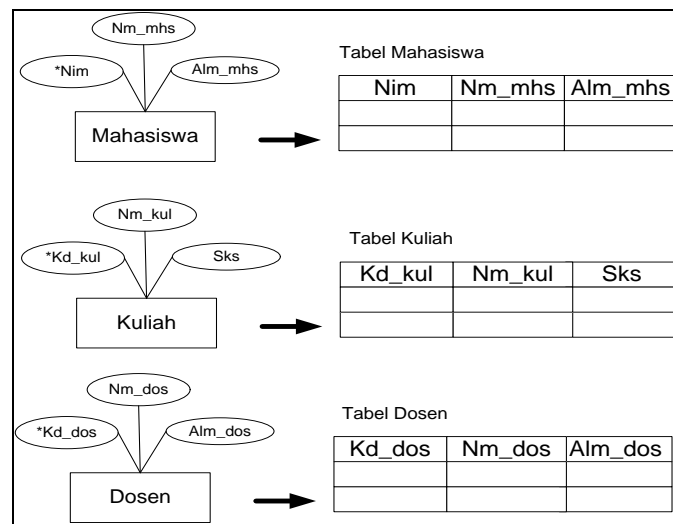 Nm_mhs
*Nim
Alm_mhs
Mahasiswa
Tabel Mahasiswa
Nim Nm_mhs Alm_mhs
Nm_kul
*Kd_kul
Sks
Kuliah
Tabel Kuliah
Kd_kul Nm_kul Sks
Nm_dos
*Kd_dos
Alm_dos
Dosen
Tabel Dosen
Kd_dos Nm_dos Alm_dos